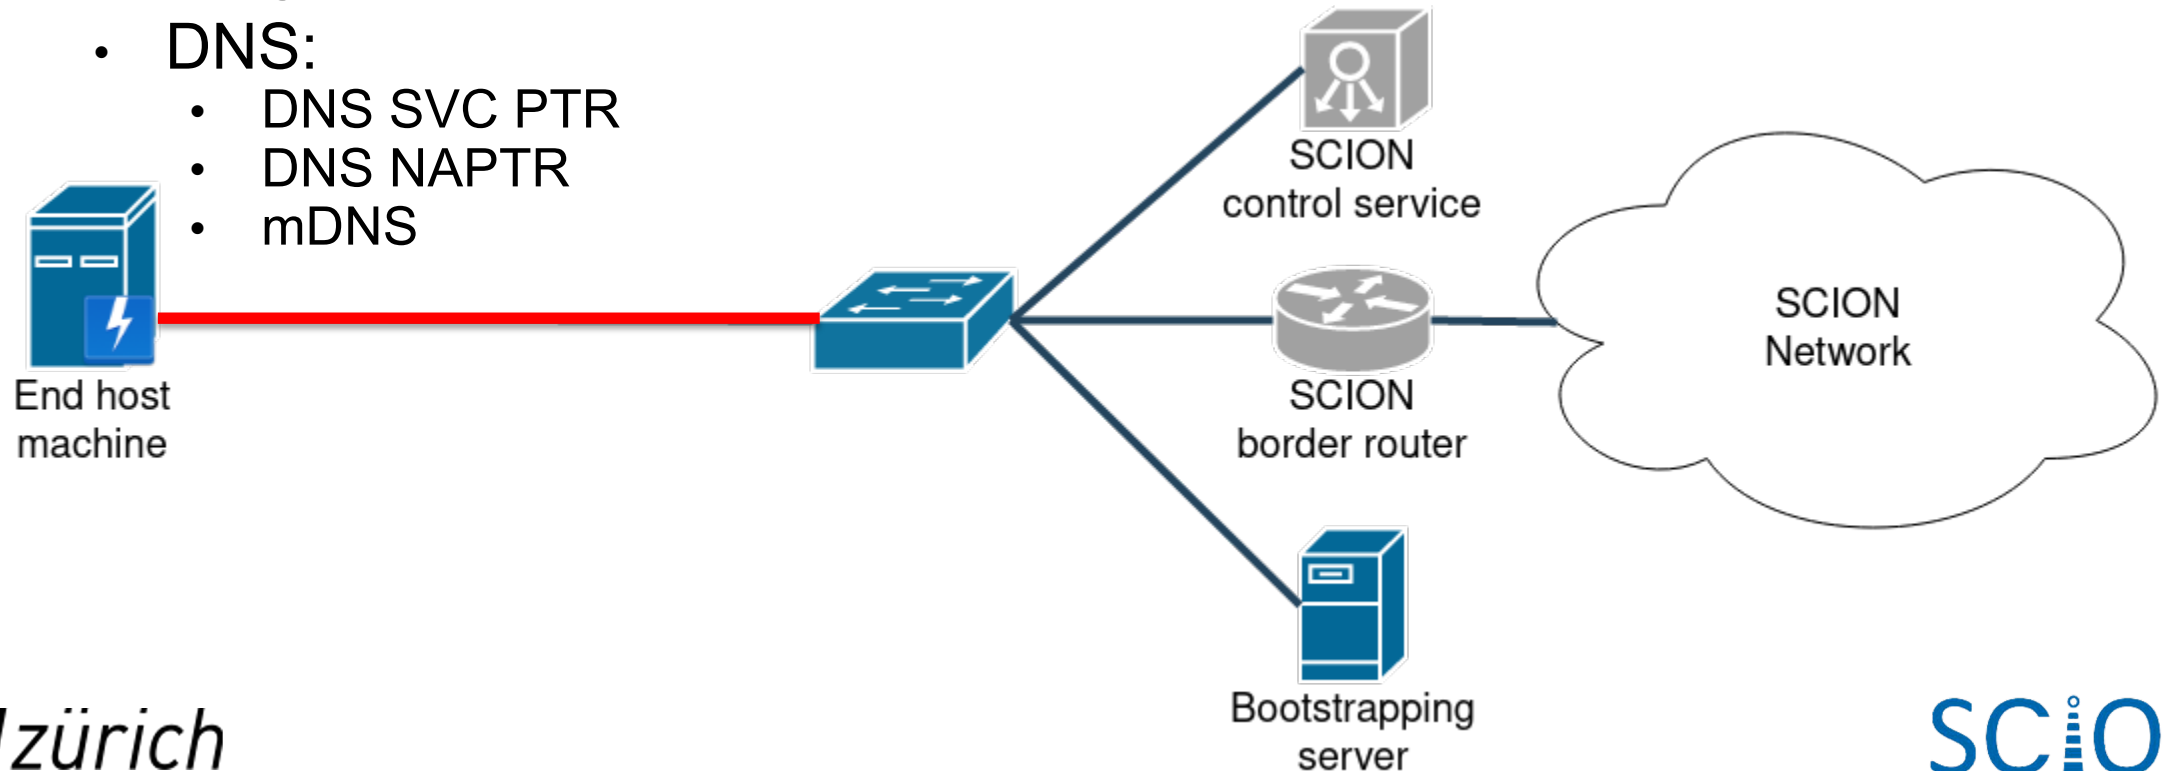 DNS:
DNS SVC PTR
DNS NAPTR
mDNS
End host
machine
SCION
control service
SCION
border router
SCION
Network
Bootstrapping
server
zürich
SCIO